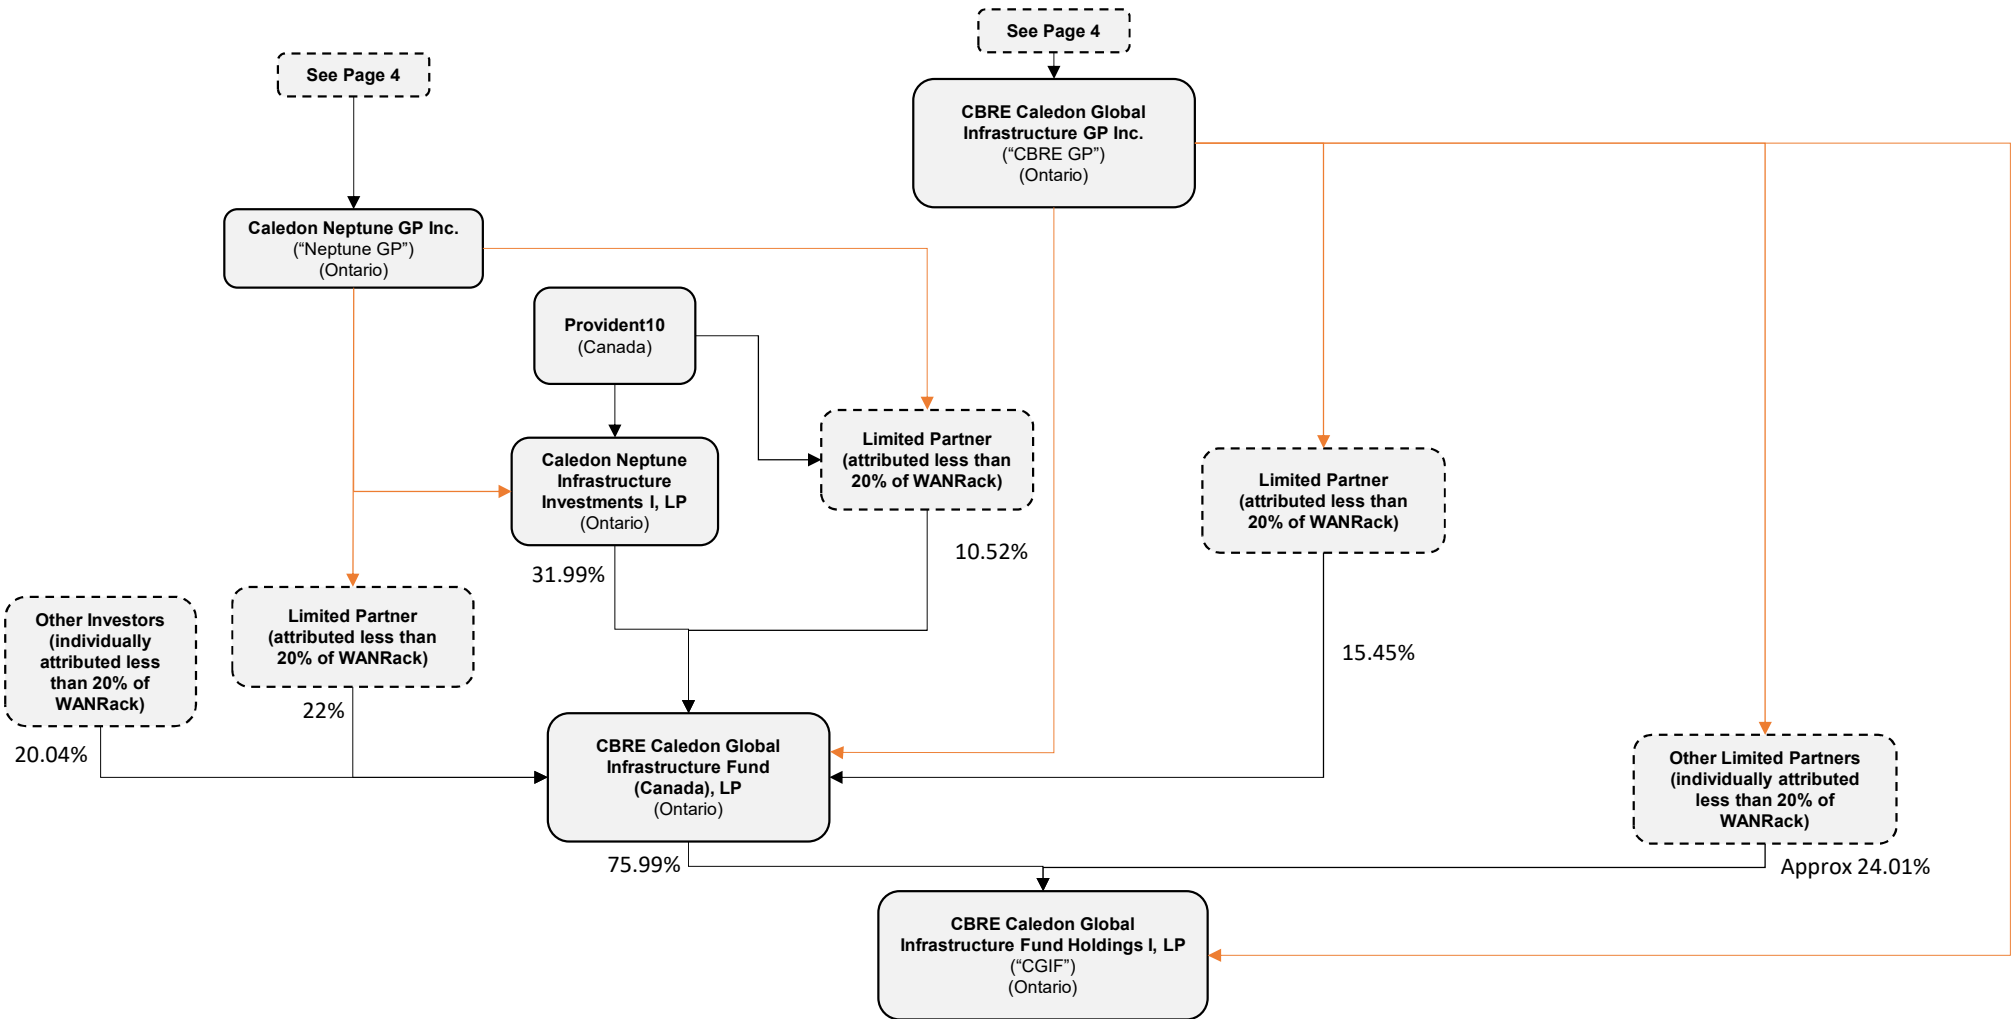 See Page 4
See Page 4
CBRE Caledon Global
Infrastructure GP Inc.
(“CBRE GP”)
(Ontario)
Caledon Neptune GP Inc.
(“Neptune GP”)
(Ontario)
Provident10
(Canada)
Caledon Neptune
Infrastructure
Investments I, LP
(Ontario)
Limited Partner
(attributed less than
20% of WANRack)
Limited Partner
(attributed less than
20% of WANRack)
31.99%
10.52%
Other Investors
(individually
attributed less
than 20% of
WANRack)
Limited Partner
(attributed less than
20% of WANRack)
15.45%
20.04%
22%
CBRE Caledon Global
Infrastructure Fund
(Canada), LP
(Ontario)
Other Limited Partners
(individually attributed
less than 20% of
WANRack)
75.99%
Approx 24.01%
CBRE Caledon Global
Infrastructure Fund Holdings I, LP
(“CGIF”)
(Ontario)